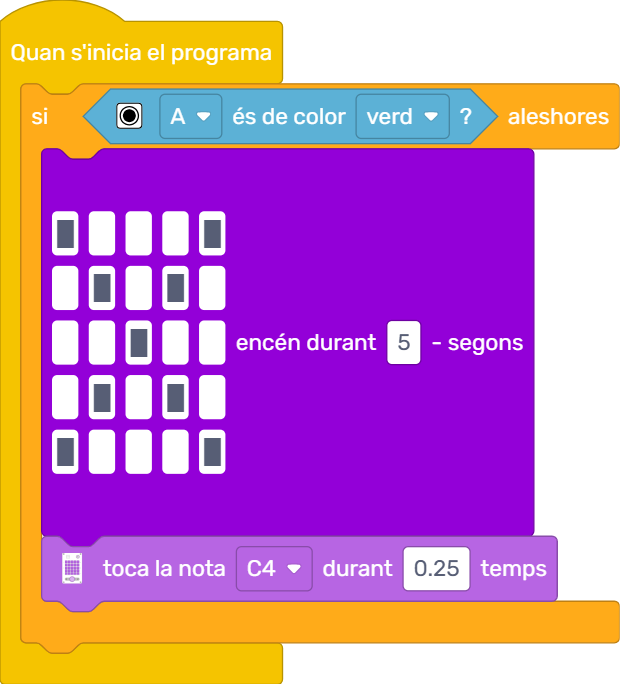 Quan s'inicia el programa
si A és de color verd ? aleshores
encén durant 5 - segons
toca la nota C4 durant 0.25 temps